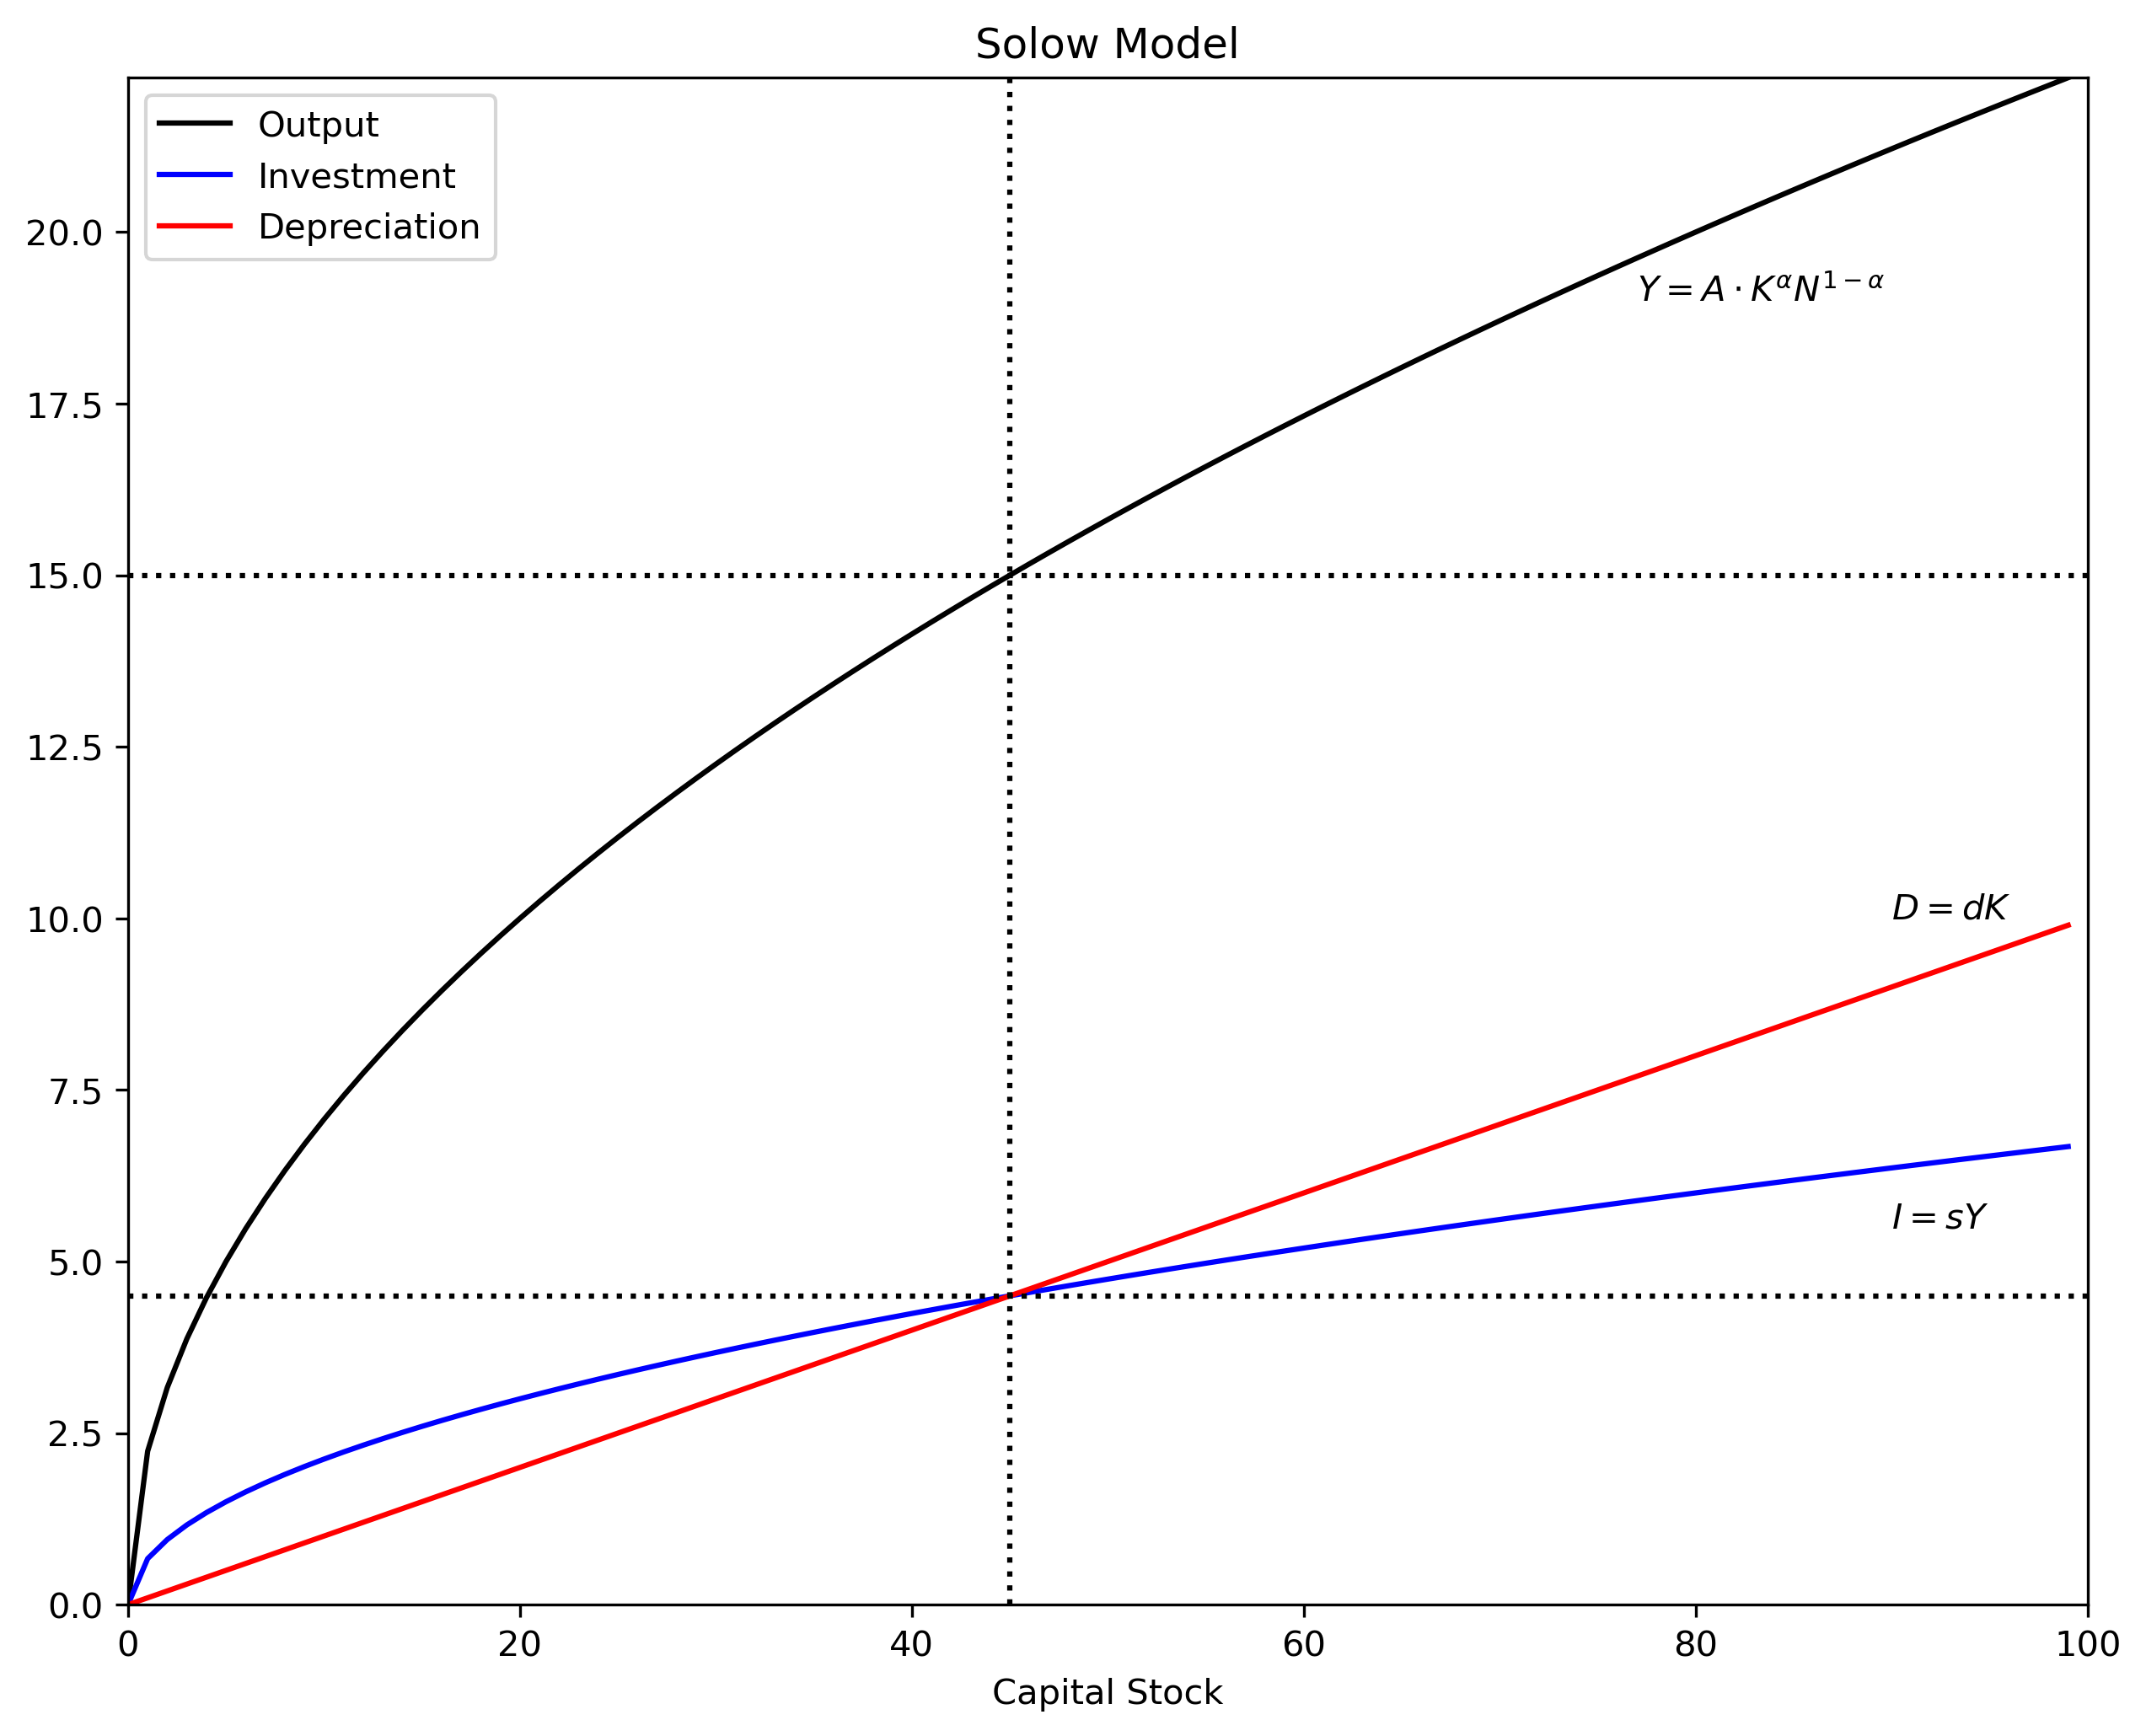 Solow Model
Output
Investment
Depreciation
20.0
17.5
15.0
12.5
10.0
7.5
5.0
2.5
0.0
Y = A · K^α N^{1−α}
D = dK
I = sY
0 20 40 60 80 100
Capital Stock